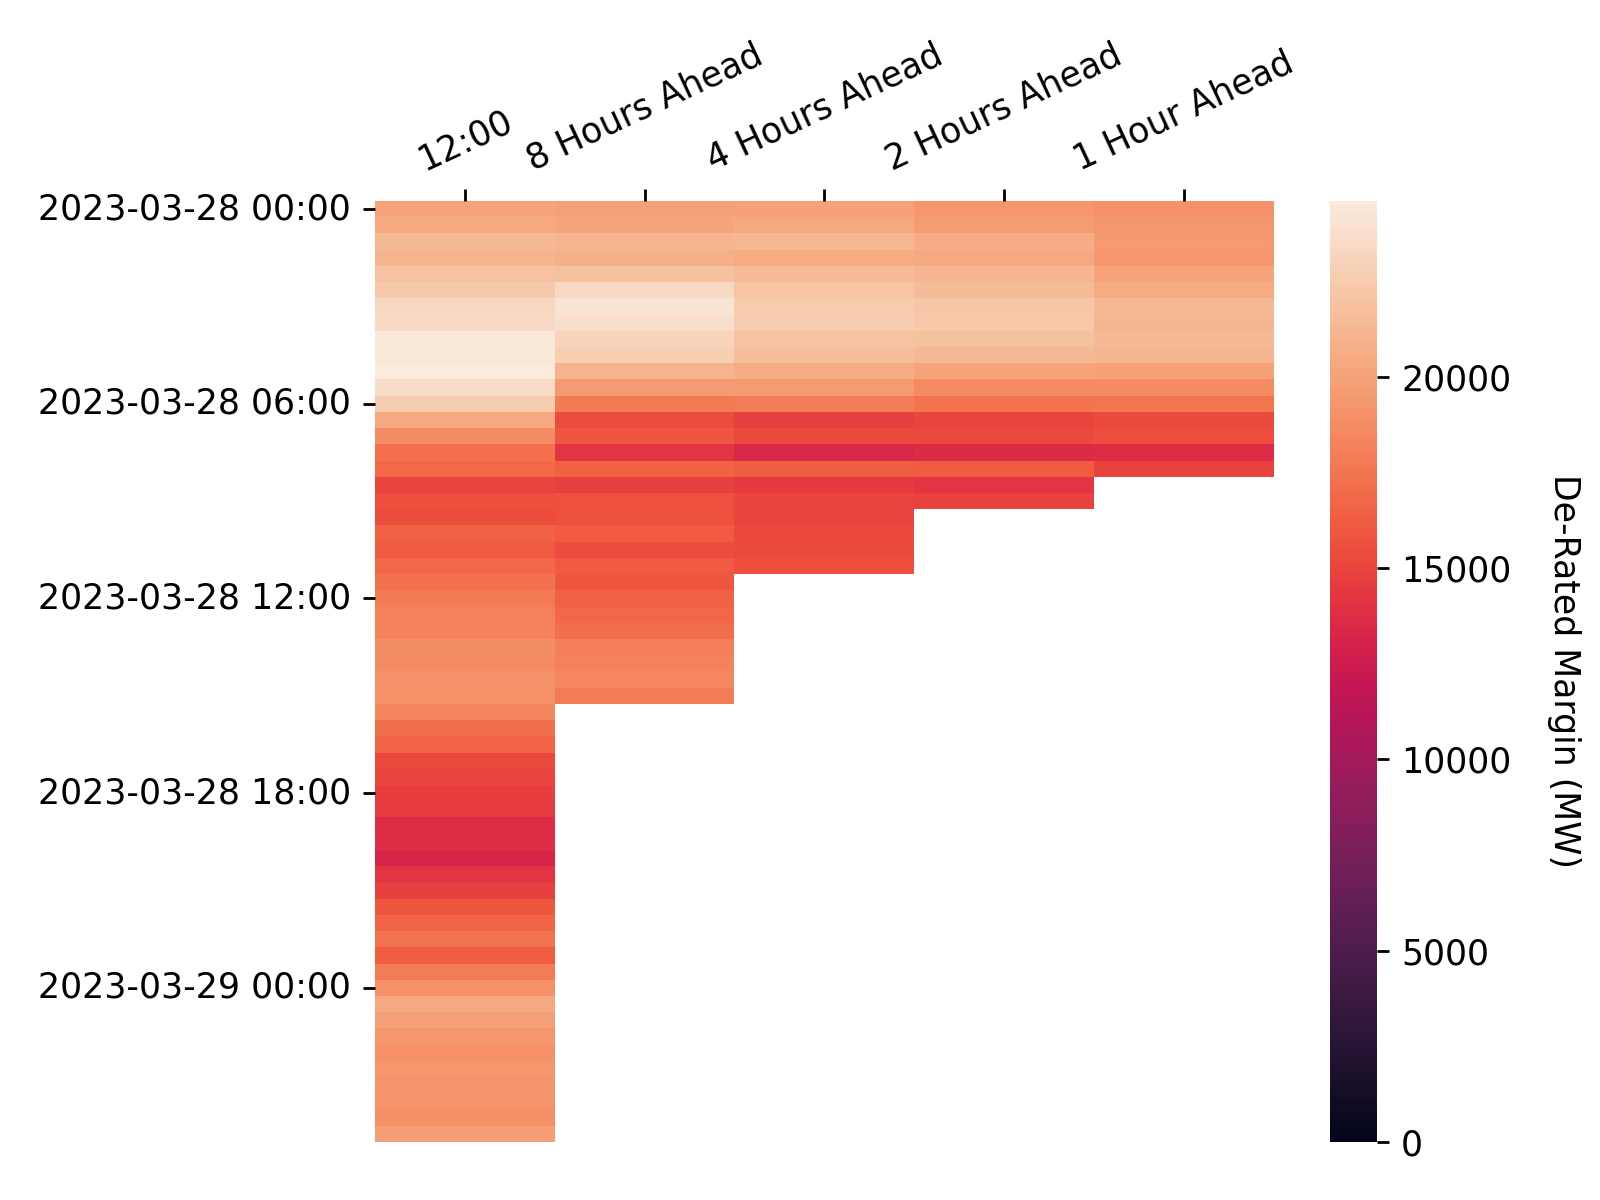 12:00
8 Hours Ahead
4 Hours Ahead
2 Hours Ahead
1 Hour Ahead
2023-03-28 00:00
2023-03-28 06:00
2023-03-28 12:00
2023-03-28 18:00
2023-03-29 00:00
20000
15000
10000
5000
0
De-Rated Margin (MW)